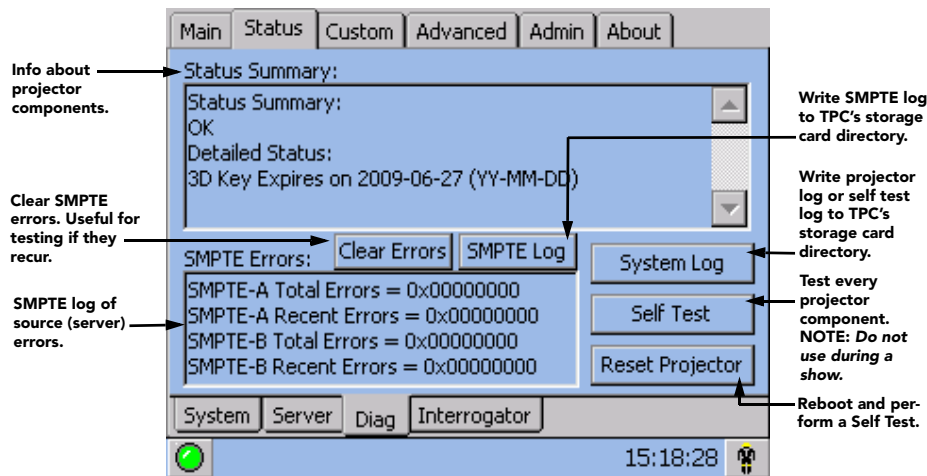 Main Status Custom Advanced Admin About
Info about
projector
components.
Status Summary:
Status Summary:
OK
Detailed Status:
3D Key Expires on 2009-06-27 (YY-MM-DD)
Write SMPTE log
to TPC's storage
card directory.
Clear SMPTE
errors. Useful for
testing if they
recur.
Write projector
log or self test
log to TPC's
storage card
directory.
SMPTE Errors: Clear Errors SMPTE Log System Log
SMPTE log of
source (server)
errors.
SMPTE-A Total Errors = 0x00000000
SMPTE-A Recent Errors = 0x00000000
SMPTE-B Total Errors = 0x00000000
SMPTE-B Recent Errors = 0x00000000
Self Test
Test every
projector
component.
NOTE: Do not
use during a
show.
Reset Projector
Reboot and per-
form a Self Test.
System Server Diag Interrogator
15:18:28